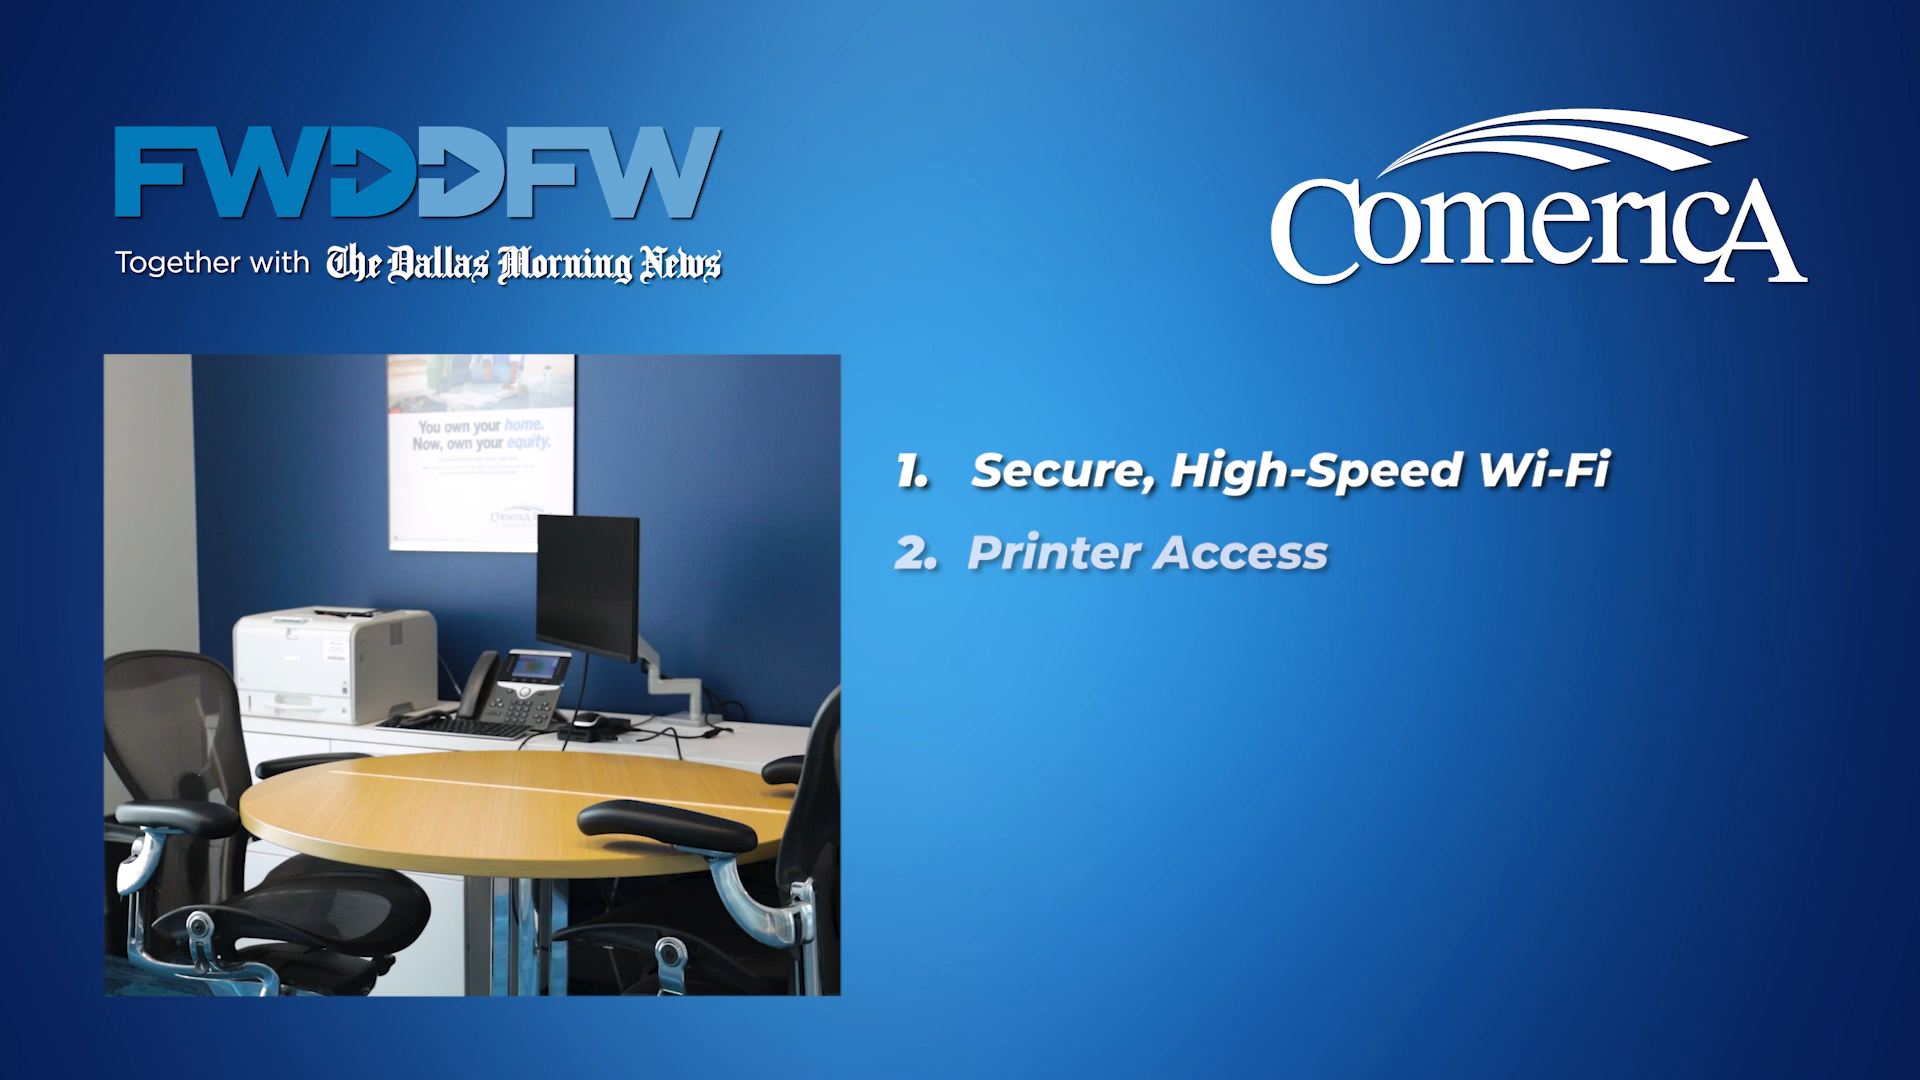 FWDDFW
Together with The Dallas Morning News
Comerica
You own your home.
Now, own your equity.
Comerica
1. Secure, High-Speed Wi-Fi
2. Printer Access